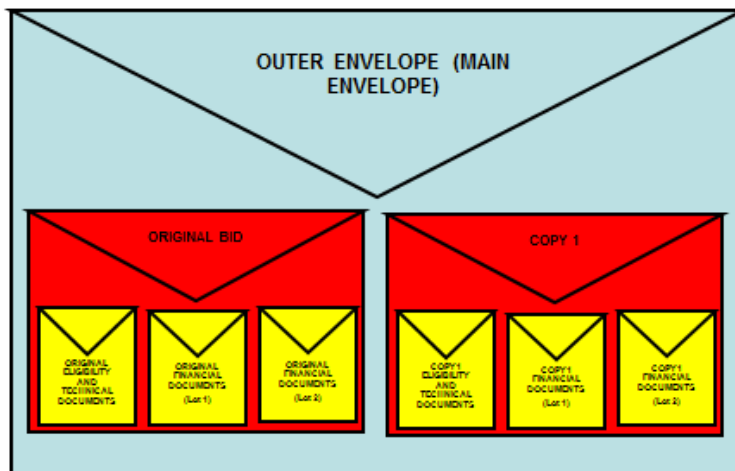 OUTER ENVELOPE (MAIN
ENVELOPE)
ORIGINAL BID
COPY 1
ORIGINAL
ELIGIBILITY
AND
TECHNICAL
DOCUMENTS
ORIGINAL
FINANCIAL
DOCUMENTS
(Lot 1)
ORIGINAL
FINANCIAL
DOCUMENTS
(Lot 2)
COPY1
ELIGIBILITY
AND
TECHNICAL
DOCUMENTS
COPY1
FINANCIAL
DOCUMENTS
(Lot 1)
COPY1
FINANCIAL
DOCUMENTS
(Lot 2)